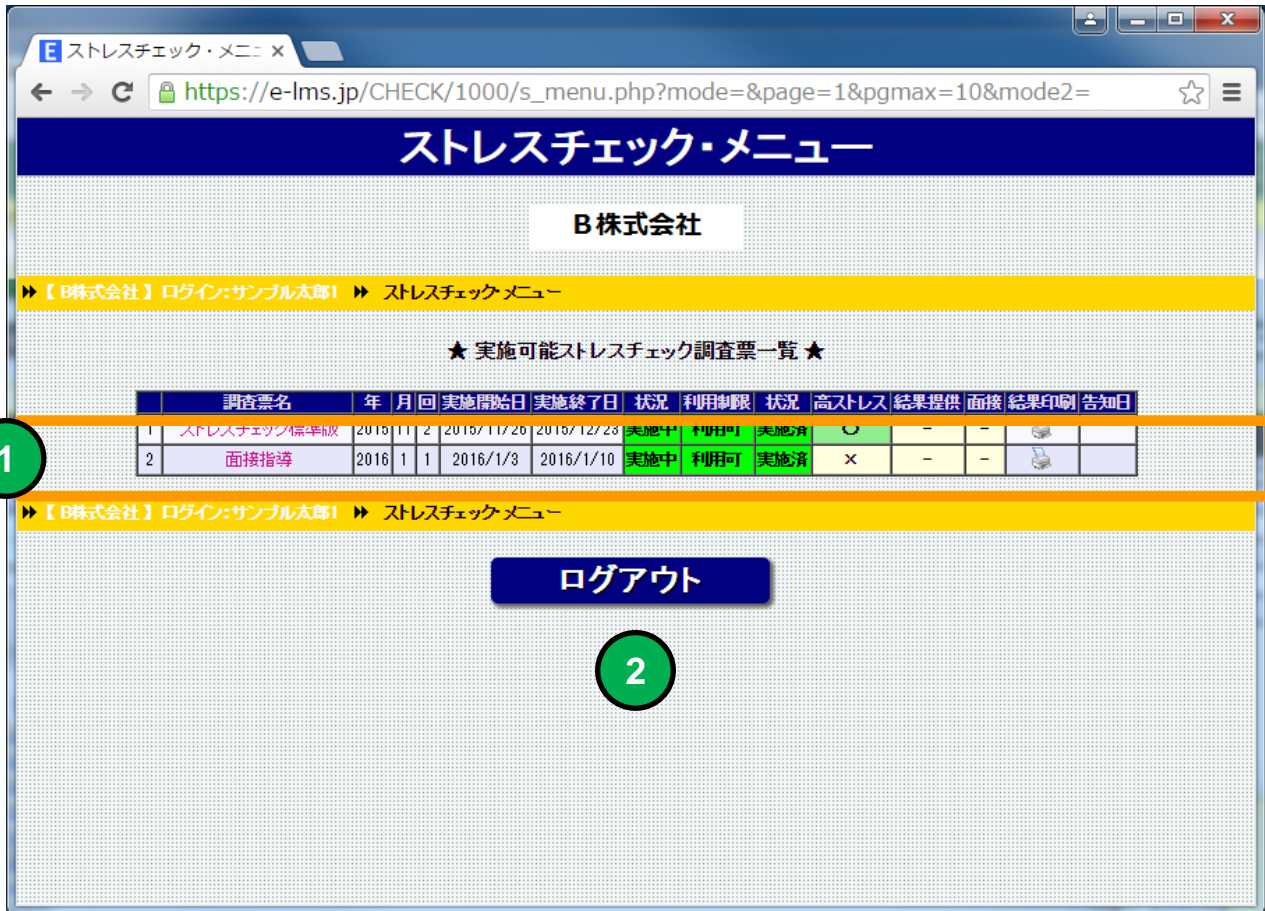 ストレスチェック・メニュ
https://e-lms.jp/CHECK/1000/s_menu.php?mode=&page=1&pgmax=10&mode2=
ストレスチェック・メニュー
B株式会社
【B株式会社】ログイン:サンプル太郎1 ストレスチェック・メニュー
★ 実施可能ストレスチェック調査票一覧 ★
調査票名 年 月 回 実施開始日 実施終了日 状況 利用制限 状況 高ストレス 結果提供 面接 結果印刷 告知日
1 ストレスチェック標準版 2015 11 2 2015/11/26 2015/12/23 実施中 利用可 実施済 ○ - -
2 面接指導 2016 1 1 2016/1/3 2016/1/10 実施中 利用可 実施済 × - -
1
【B株式会社】ログイン:サンプル太郎1 ストレスチェック・メニュー
ログアウト
2